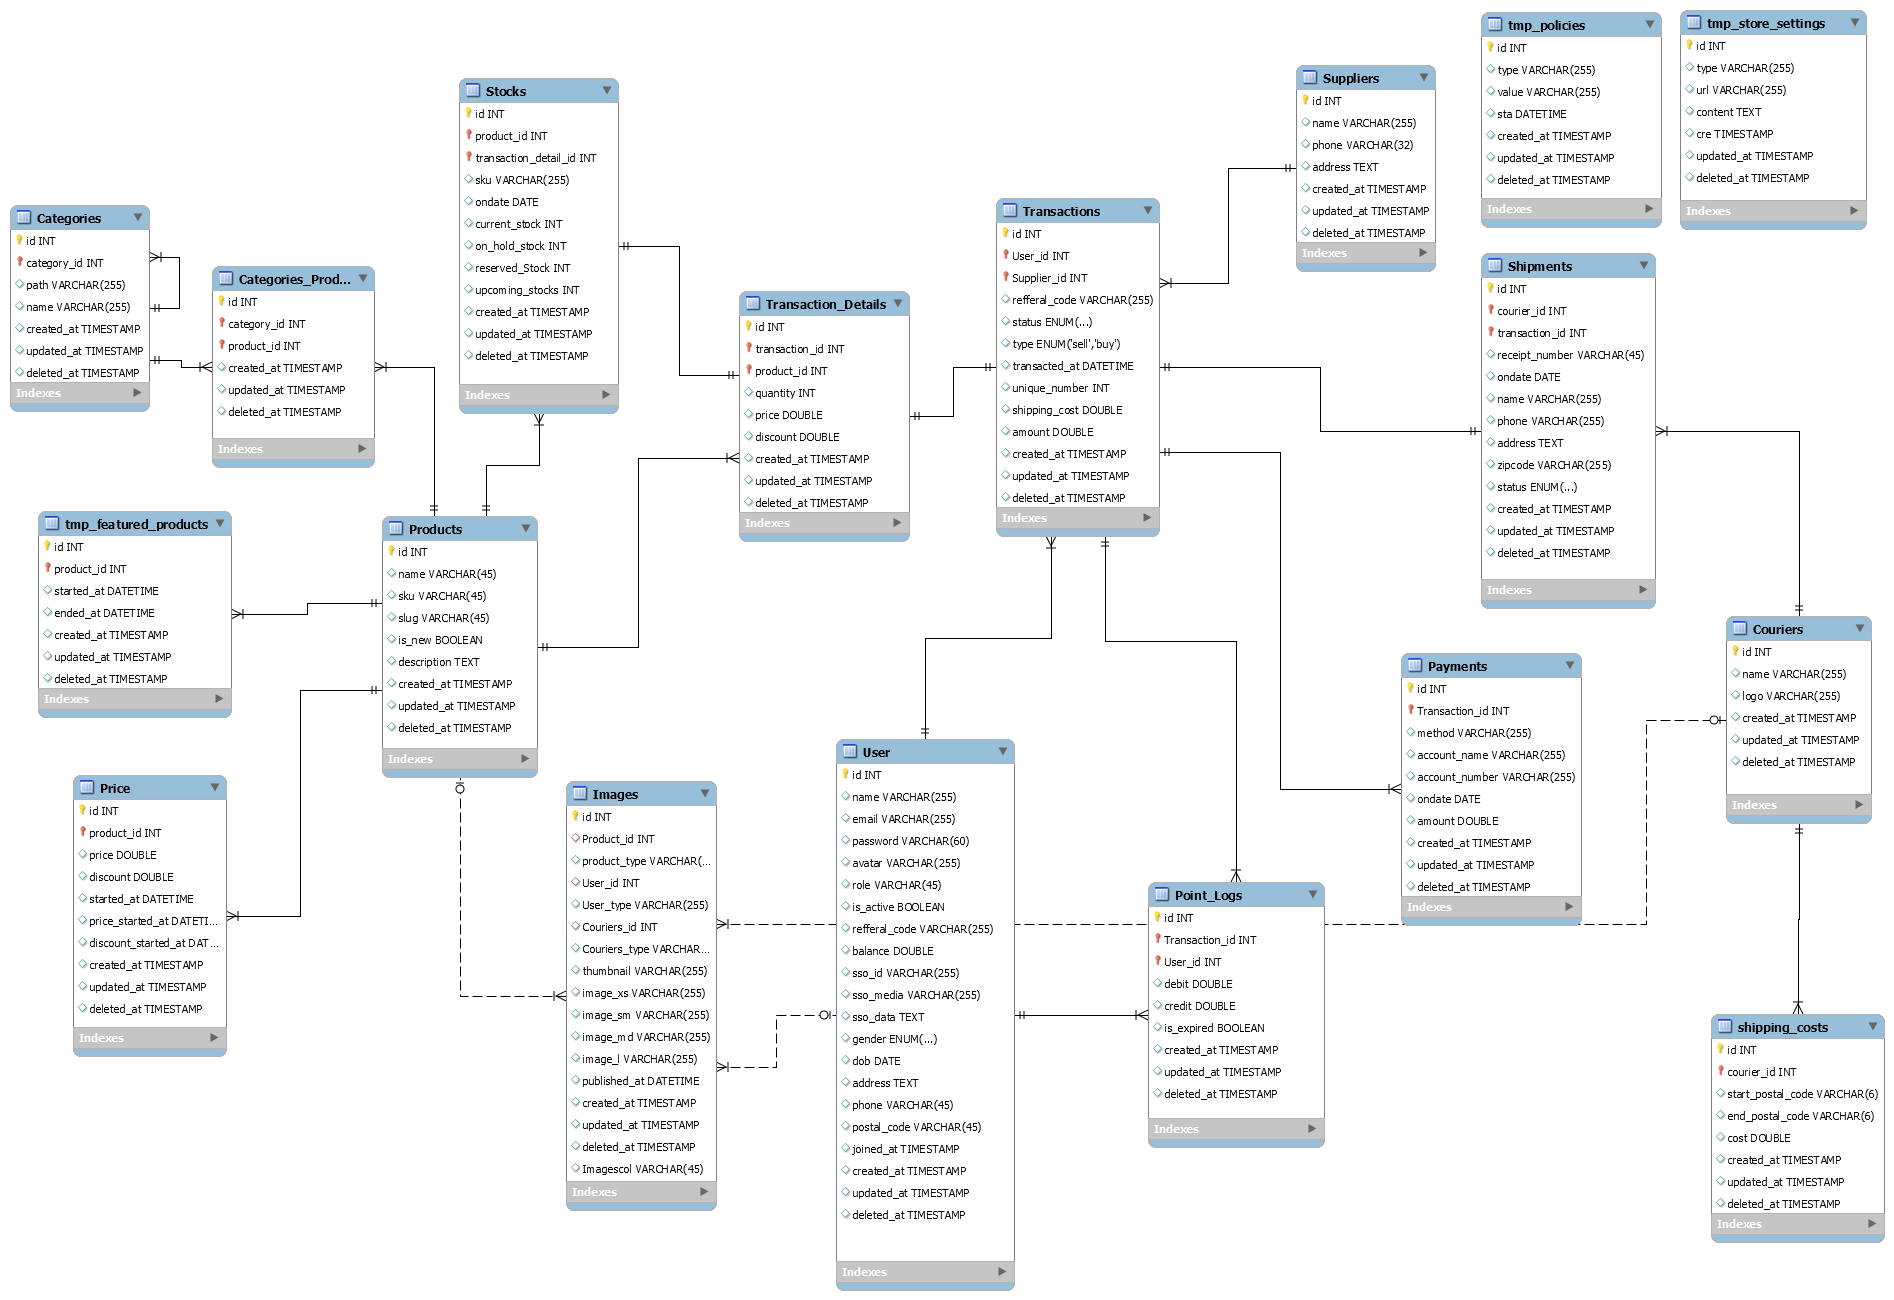 tmp_policies
id INT
type VARCHAR(255)
value VARCHAR(255)
sta DATETIME
created_at TIMESTAMP
updated_at TIMESTAMP
deleted_at TIMESTAMP
Indexes
tmp_store_settings
id INT
type VARCHAR(255)
url VARCHAR(255)
content TEXT
cre TIMESTAMP
updated_at TIMESTAMP
deleted_at TIMESTAMP
Indexes
Suppliers
id INT
name VARCHAR(255)
phone VARCHAR(32)
address TEXT
created_at TIMESTAMP
updated_at TIMESTAMP
deleted_at TIMESTAMP
Indexes
Stocks
id INT
product_id INT
transaction_detail_id INT
sku VARCHAR(255)
ondate DATE
current_stock INT
on_hold_stock INT
reserved_Stock INT
upcoming_stocks INT
created_at TIMESTAMP
updated_at TIMESTAMP
deleted_at TIMESTAMP
Indexes
Categories
id INT
category_id INT
path VARCHAR(255)
name VARCHAR(255)
created_at TIMESTAMP
updated_at TIMESTAMP
deleted_at TIMESTAMP
Indexes
Categories_Prod...
id INT
category_id INT
product_id INT
created_at TIMESTAMP
updated_at TIMESTAMP
deleted_at TIMESTAMP
Indexes
Transaction_Details
id INT
transaction_id INT
product_id INT
quantity INT
price DOUBLE
discount DOUBLE
created_at TIMESTAMP
updated_at TIMESTAMP
deleted_at TIMESTAMP
Indexes
Transactions
id INT
User_id INT
Supplier_id INT
refferal_code VARCHAR(255)
status ENUM(...)
type ENUM('sell','buy')
transacted_at DATETIME
unique_number INT
shipping_cost DOUBLE
amount DOUBLE
created_at TIMESTAMP
updated_at TIMESTAMP
deleted_at TIMESTAMP
Indexes
Shipments
id INT
courier_id INT
transaction_id INT
receipt_number VARCHAR(45)
ondate DATE
name VARCHAR(255)
phone VARCHAR(255)
address TEXT
zipcode VARCHAR(255)
status ENUM(...)
created_at TIMESTAMP
updated_at TIMESTAMP
deleted_at TIMESTAMP
Indexes
tmp_featured_products
id INT
product_id INT
started_at DATETIME
ended_at DATETIME
created_at TIMESTAMP
updated_at TIMESTAMP
deleted_at TIMESTAMP
Indexes
Products
id INT
name VARCHAR(45)
sku VARCHAR(45)
slug VARCHAR(45)
is_new BOOLEAN
description TEXT
created_at TIMESTAMP
updated_at TIMESTAMP
deleted_at TIMESTAMP
Indexes
Couriers
id INT
name VARCHAR(255)
logo VARCHAR(255)
created_at TIMESTAMP
updated_at TIMESTAMP
deleted_at TIMESTAMP
Indexes
Payments
id INT
Transaction_id INT
method VARCHAR(255)
account_name VARCHAR(255)
account_number VARCHAR(255)
ondate DATE
amount DOUBLE
created_at TIMESTAMP
updated_at TIMESTAMP
deleted_at TIMESTAMP
Indexes
Price
id INT
product_id INT
price DOUBLE
discount DOUBLE
started_at DATETIME
price_started_at DATETI...
discount_started_at DAT...
created_at TIMESTAMP
updated_at TIMESTAMP
deleted_at TIMESTAMP
Indexes
Images
id INT
Product_id INT
product_type VARCHAR(...
User_id INT
User_type VARCHAR(255)
Couriers_id INT
Couriers_type VARCHAR...
thumbnail VARCHAR(255)
image_xs VARCHAR(255)
image_sm VARCHAR(255)
image_md VARCHAR(255)
image_l VARCHAR(255)
published_at DATETIME
created_at TIMESTAMP
updated_at TIMESTAMP
deleted_at TIMESTAMP
Imagescol VARCHAR(45)
Indexes
User
id INT
name VARCHAR(255)
email VARCHAR(255)
password VARCHAR(60)
avatar VARCHAR(255)
role VARCHAR(45)
is_active BOOLEAN
refferal_code VARCHAR(255)
balance DOUBLE
sso_id VARCHAR(255)
sso_media VARCHAR(255)
sso_data TEXT
gender ENUM(...)
dob DATE
address TEXT
phone VARCHAR(45)
postal_code VARCHAR(45)
joined_at TIMESTAMP
created_at TIMESTAMP
updated_at TIMESTAMP
deleted_at TIMESTAMP
Indexes
Point_Logs
id INT
Transaction_id INT
User_id INT
debit DOUBLE
credit DOUBLE
is_expired BOOLEAN
created_at TIMESTAMP
updated_at TIMESTAMP
deleted_at TIMESTAMP
Indexes
shipping_costs
id INT
courier_id INT
start_postal_code VARCHAR(6)
end_postal_code VARCHAR(6)
cost DOUBLE
created_at TIMESTAMP
updated_at TIMESTAMP
deleted_at TIMESTAMP
Indexes